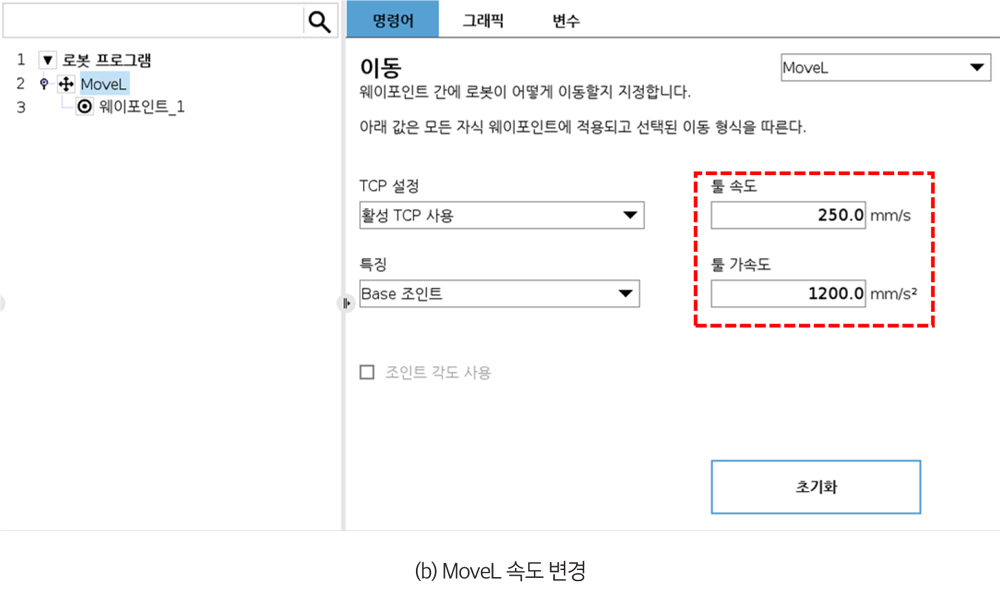 명령어 그래픽 변수
1 로봇 프로그램
2 MoveL
3 웨이포인트_1
이동
MoveL
웨이포인트 간에 로봇이 어떻게 이동할지 지정합니다.
아래 값은 모든 자식 웨이포인트에 적용되고 선택된 이동 형식을 따른다.
TCP 설정
활성 TCP 사용
툴 속도
250.0 mm/s
특징
Base 조인트
툴 가속도
1200.0 mm/s²
조인트 각도 사용
초기화
(b) MoveL 속도 변경